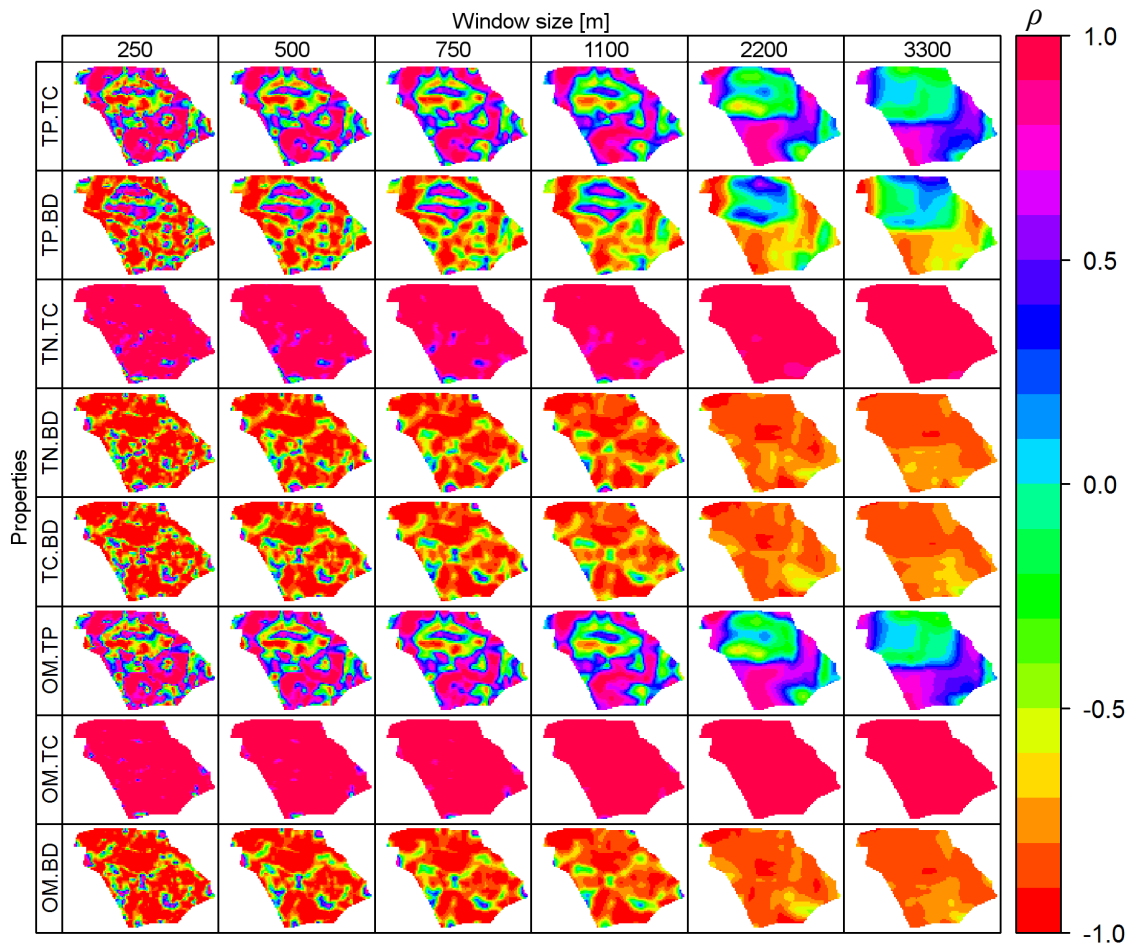 Window size [m]
ρ
250 500 750 1100 2200 3300
1.0
TP.TC
TP.BD
0.5
TN.TC
TN.BD
0.0
Properties
TC.BD
OM.TP
-0.5
OM.TC
OM.BD
-1.0